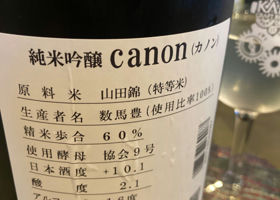 純米吟醸 canon (カノン)
原料米 山田錦 (特等米)
生産者名 数馬豊 (使用比率100%)
精米歩合 60%
使用酵母 協会9号
日本酒度 +10.1
酸度 2.1